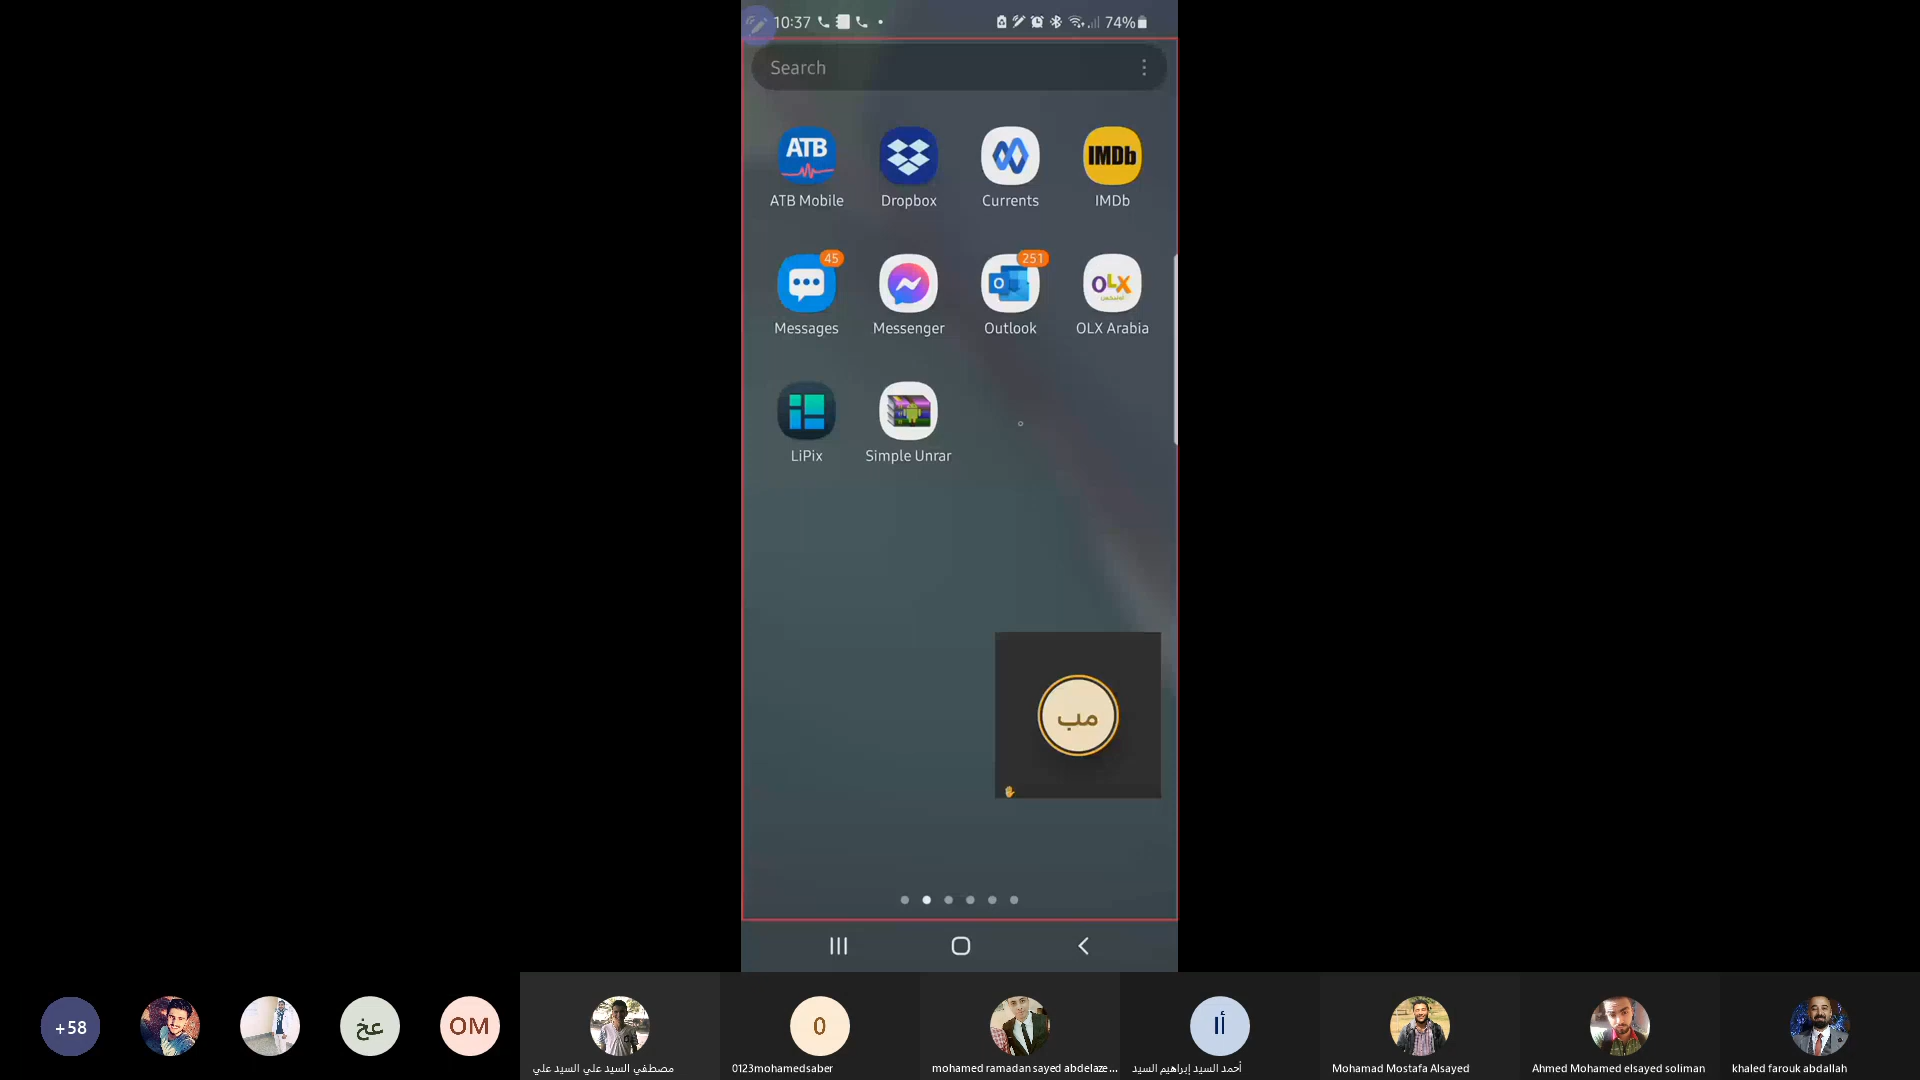 10:37
74%
Search
ATB
IMDb
ATB Mobile
Dropbox
Currents
IMDb
45
251
OLX
Messages
Messenger
Outlook
OLX Arabia
LiPix
Simple Unrar
مب
+58
عخ
OM
0
أا
مصطفي السيد علي السيد علي
0123mohamedsaber
mohamed ramadan sayed abdelaze...
أحمد السيد إبراهيم السيد
Mohamad Mostafa Alsayed
Ahmed Mohamed elsayed soliman
khaled farouk abdallah